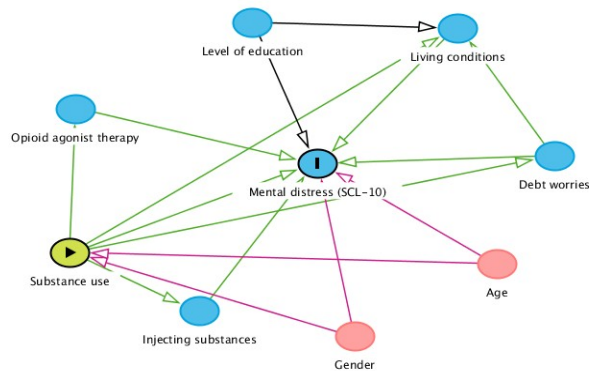 Level of education
Living conditions
Opioid agonist therapy
Mental distress (SCL-10)
Debt worries
Substance use
Age
Injecting substances
Gender